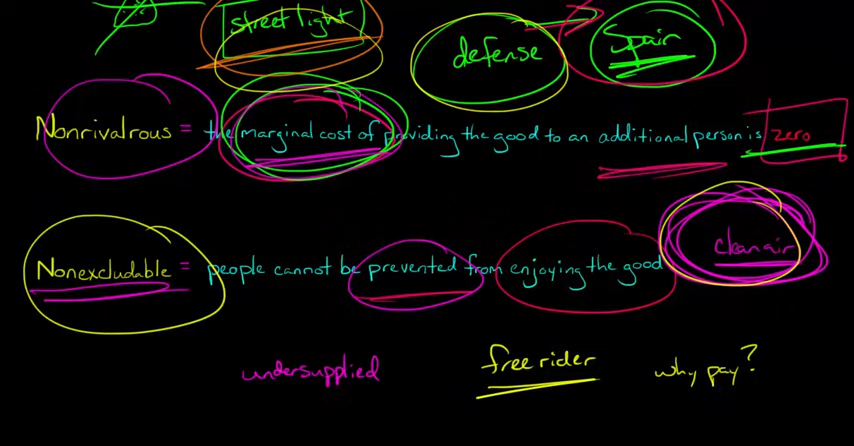 street light
defense
Spain
Nonrivalrous = the marginal cost of providing the good to an additional person is zero
clean air
Nonexcludable = people cannot be prevented from enjoying the good
undersupplied free rider why pay?